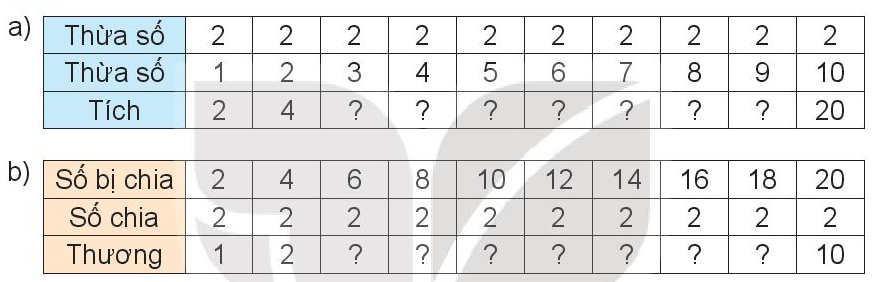 a)
Thừa số 2 2 2 2 2 2 2 2 2 2
Thừa số 1 2 3 4 5 6 7 8 9 10
Tích 2 4 ? ? ? ? ? ? ? 20
b)
Số bị chia 2 4 6 8 10 12 14 16 18 20
Số chia 2 2 2 2 2 2 2 2 2 2
Thương 1 2 ? ? ? ? ? ? ? 10